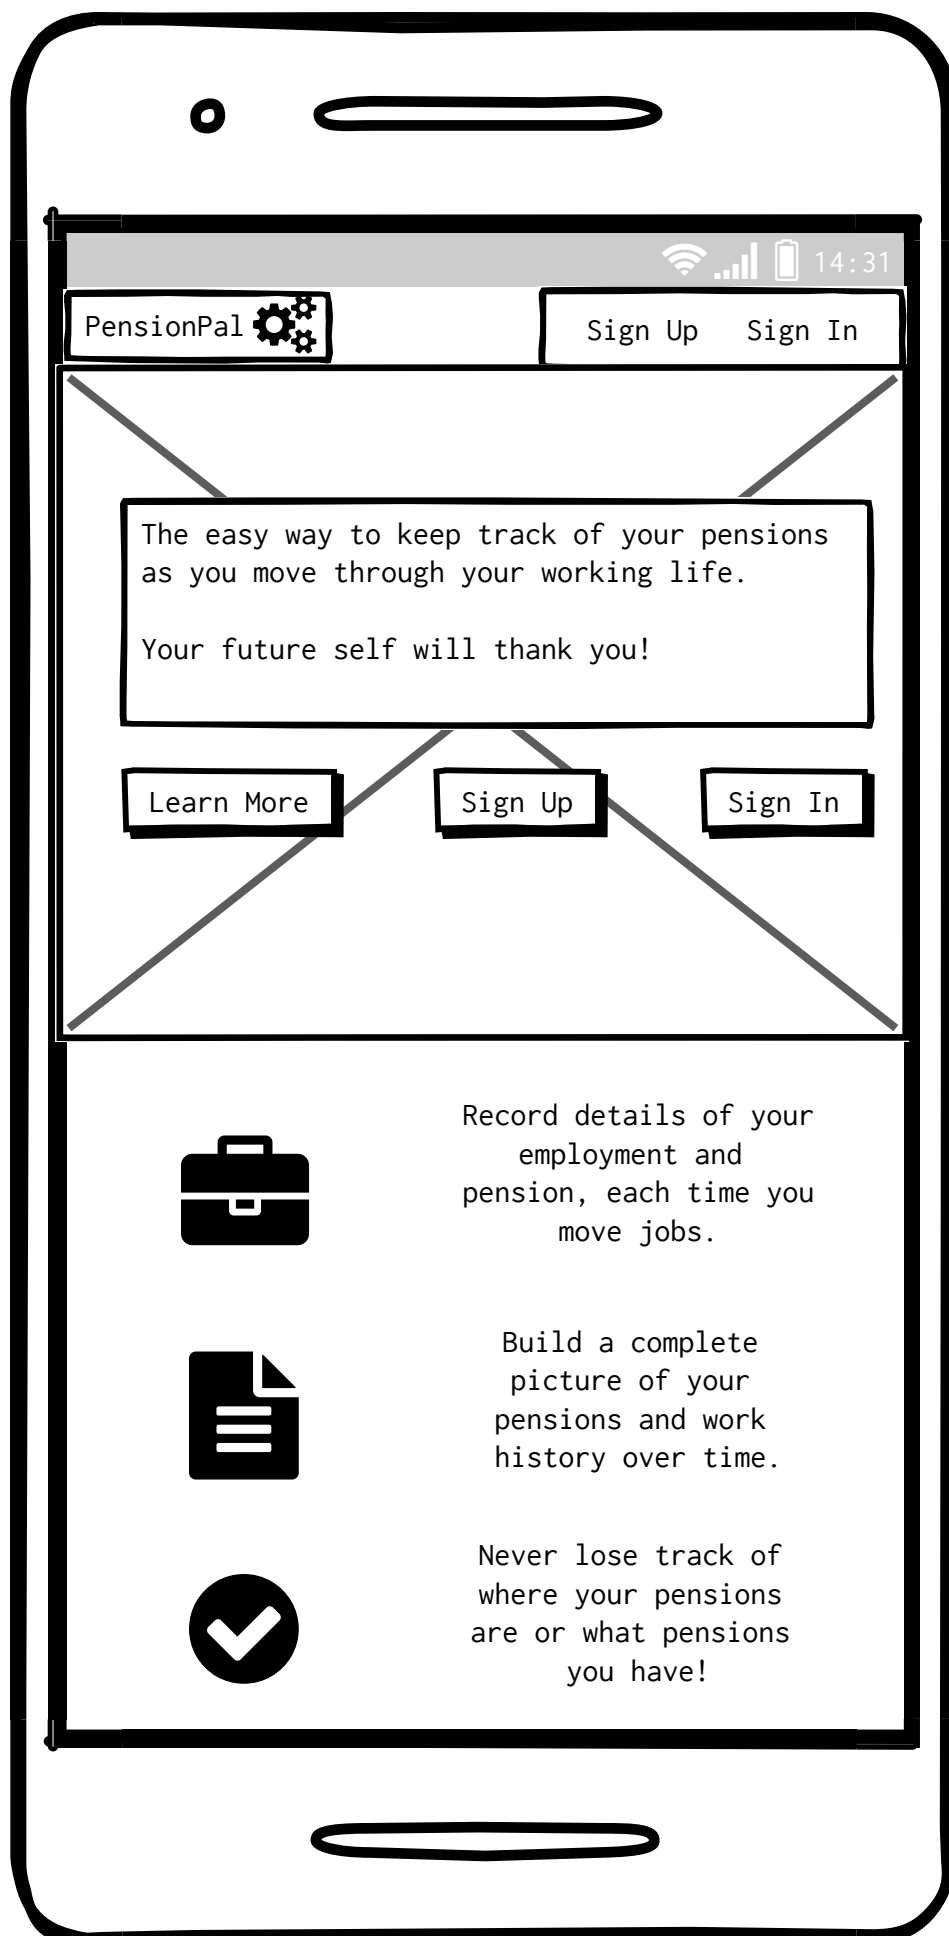 14:31
PensionPal
Sign Up Sign In
The easy way to keep track of your pensions
as you move through your working life.
Your future self will thank you!
Learn More
Sign Up
Sign In
Record details of your
employment and
pension, each time you
move jobs.
Build a complete
picture of your
pensions and work
history over time.
Never lose track of
where your pensions
are or what pensions
you have!